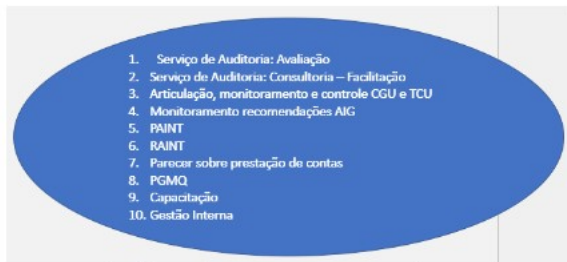 1. Serviço de Auditoria: Avaliação
2. Serviço de Auditoria: Consultoria – Facilitação
3. Articulação, monitoramento e controle CGU e TCU
4. Monitoramento recomendações AIG
5. PAINT
6. RAINT
7. Parecer sobre prestação de contas
8. PGMQ
9. Capacitação
10. Gestão Interna